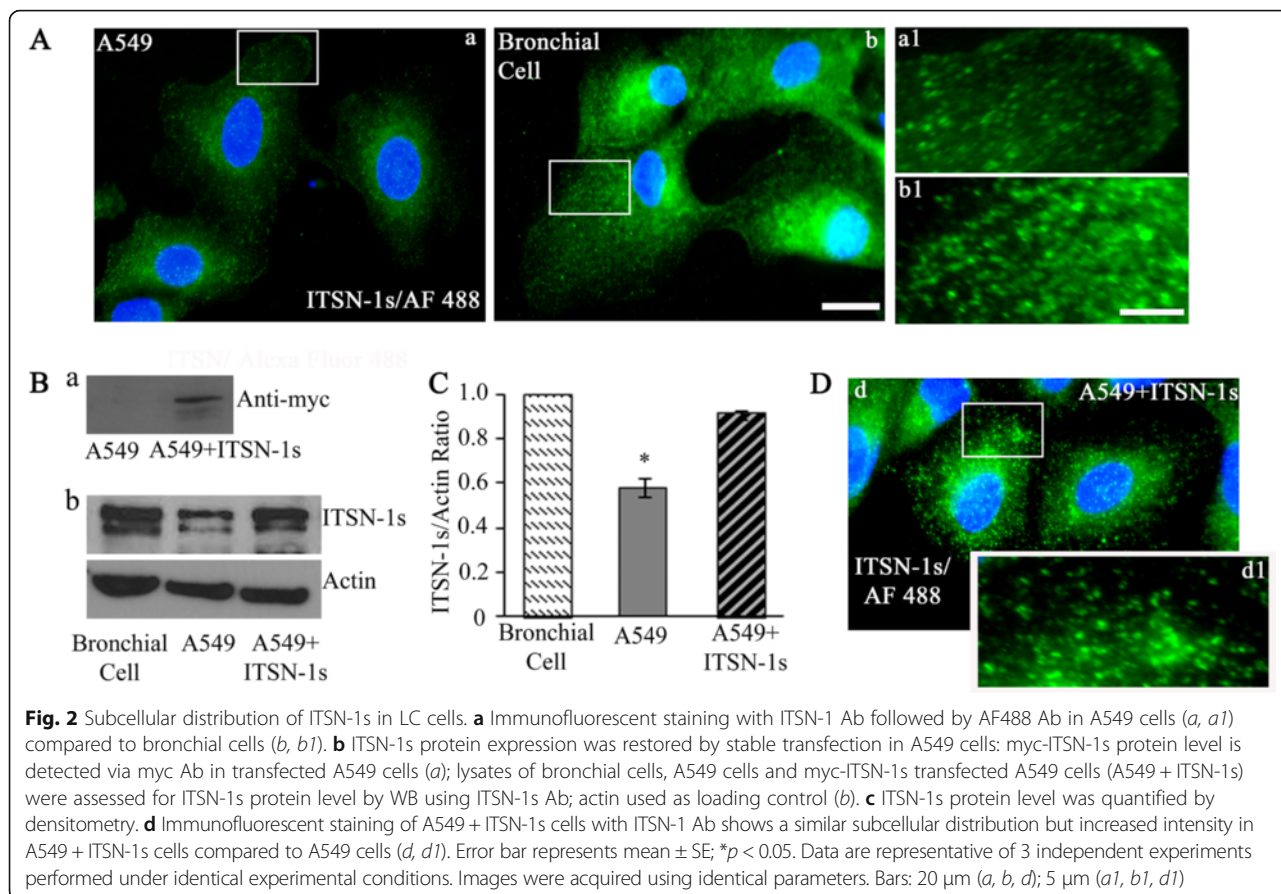 A
A549
a
ITSN-1s/AF 488
Bronchial
Cell
b
a1
b1
ITSN/ Alexa Fluor 488
B
a
Anti-myc
A549 A549+ITSN-1s
b
ITSN-1s
Actin
Bronchial
Cell
A549
A549+
ITSN-1s
C
ITSN-1s/Actin Ratio
1.0
0.8
0.6
0.4
0.2
0
*
Bronchial
Cell
A549
A549+
ITSN-1s
D
d
A549+ITSN-1s
ITSN-1s/
AF 488
d1
Fig. 2 Subcellular distribution of ITSN-1s in LC cells. a Immunofluorescent staining with ITSN-1 Ab followed by AF488 Ab in A549 cells (a, a1)
compared to bronchial cells (b, b1). b ITSN-1s protein expression was restored by stable transfection in A549 cells: myc-ITSN-1s protein level is
detected via myc Ab in transfected A549 cells (a); lysates of bronchial cells, A549 cells and myc-ITSN-1s transfected A549 cells (A549 + ITSN-1s)
were assessed for ITSN-1s protein level by WB using ITSN-1s Ab; actin used as loading control (b). c ITSN-1s protein level was quantified by
densitometry. d Immunofluorescent staining of A549 + ITSN-1s cells with ITSN-1 Ab shows a similar subcellular distribution but increased intensity in
A549 + ITSN-1s cells compared to A549 cells (d, d1). Error bar represents mean ± SE; *p < 0.05. Data are representative of 3 independent experiments
performed under identical experimental conditions. Images were acquired using identical parameters. Bars: 20 μm (a, b, d); 5 μm (a1, b1, d1)